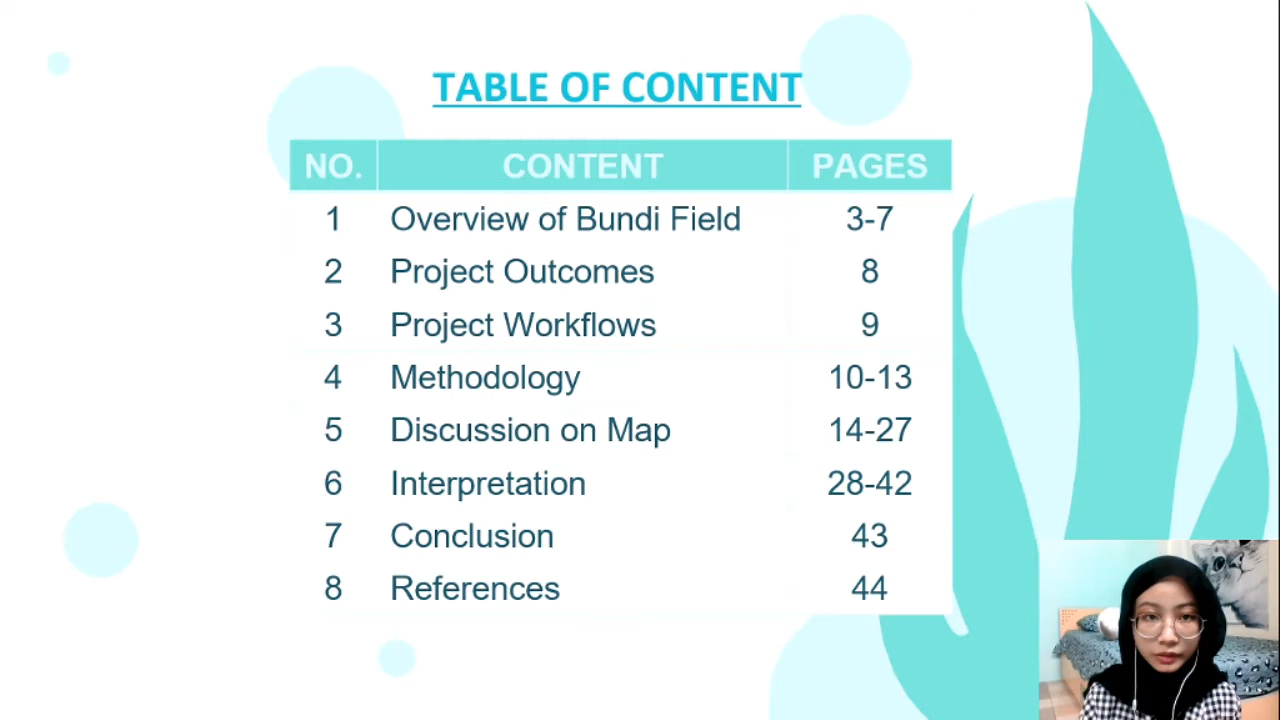 TABLE OF CONTENT
NO. CONTENT PAGES
1 Overview of Bundi Field 3-7
2 Project Outcomes 8
3 Project Workflows 9
4 Methodology 10-13
5 Discussion on Map 14-27
6 Interpretation 28-42
7 Conclusion 43
8 References 44